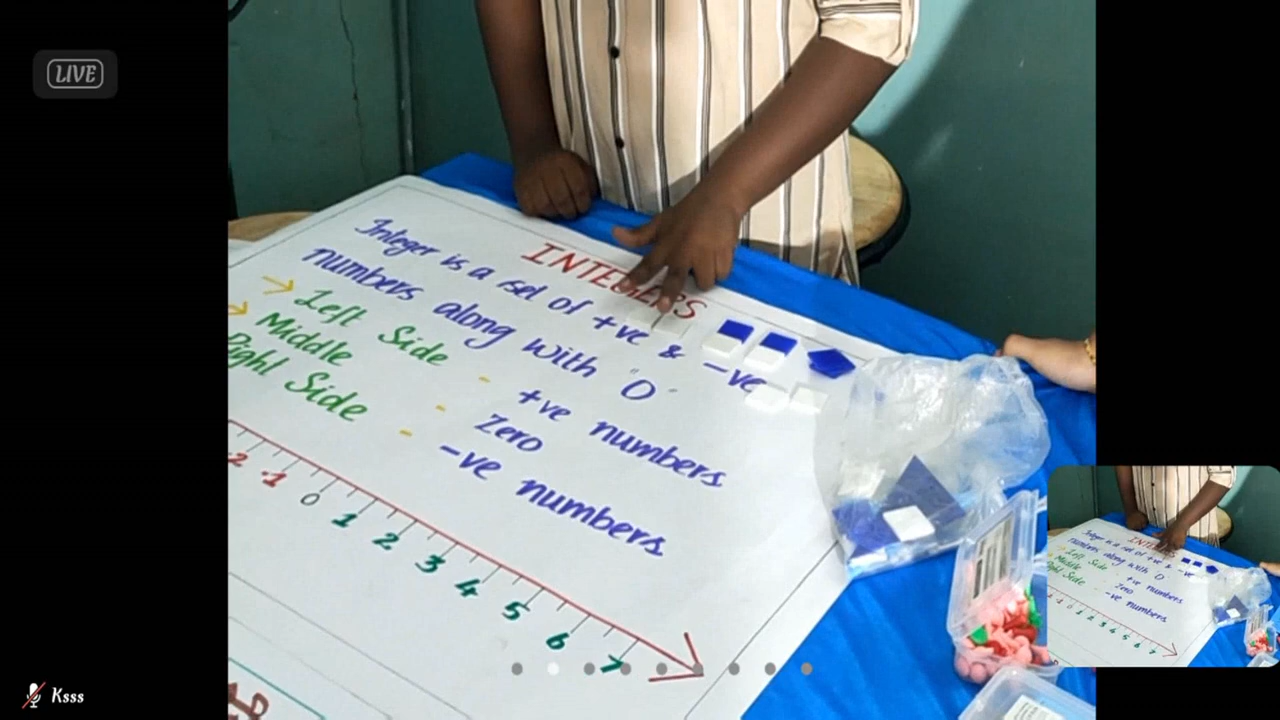 LIVE
INTEGERS
Integer is a set of +ve & -ve
numbers along with "0"
→ Left Side - +ve numbers
→ Middle - Zero
Right Side - -ve numbers
-2 -1 0 1 2 3 4 5 6 7
Ksss